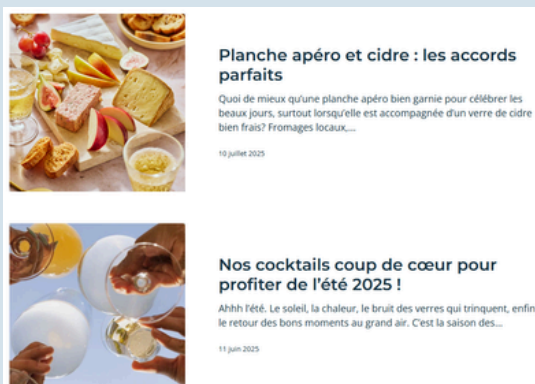 Planche apéro et cidre : les accords
parfaits
Quoi de mieux qu'une planche apéro bien garnie pour célébrer les
beaux jours, surtout lorsqu'elle est accompagnée d'un verre de cidre
bien frais? Fromages locaux,...
10 juillet 2025
Nos cocktails coup de cœur pour
profiter de l'été 2025 !
Ahhh l'été. Le soleil, la chaleur, le bruit des verres qui trinquent, enfin
le retour des bons moments au grand air. C'est la saison des...
11 juin 2025